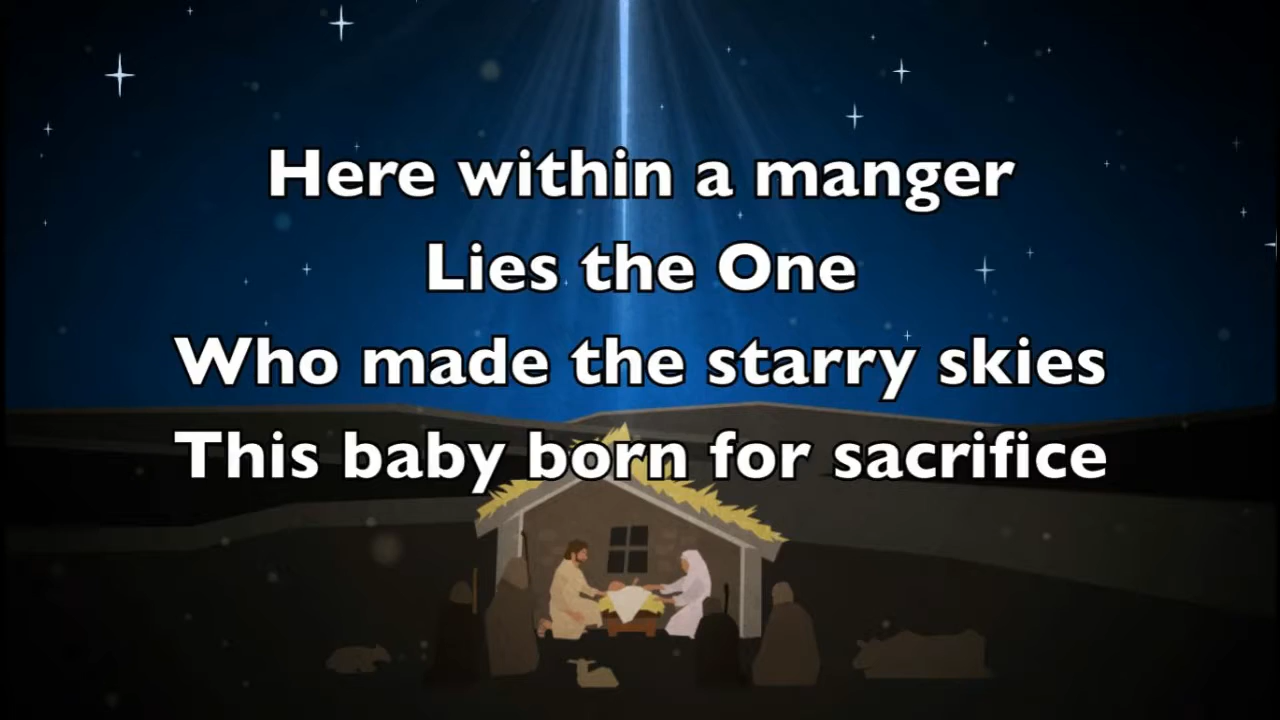 Here within a manger
Lies the One
Who made the starry skies
This baby born for sacrifice